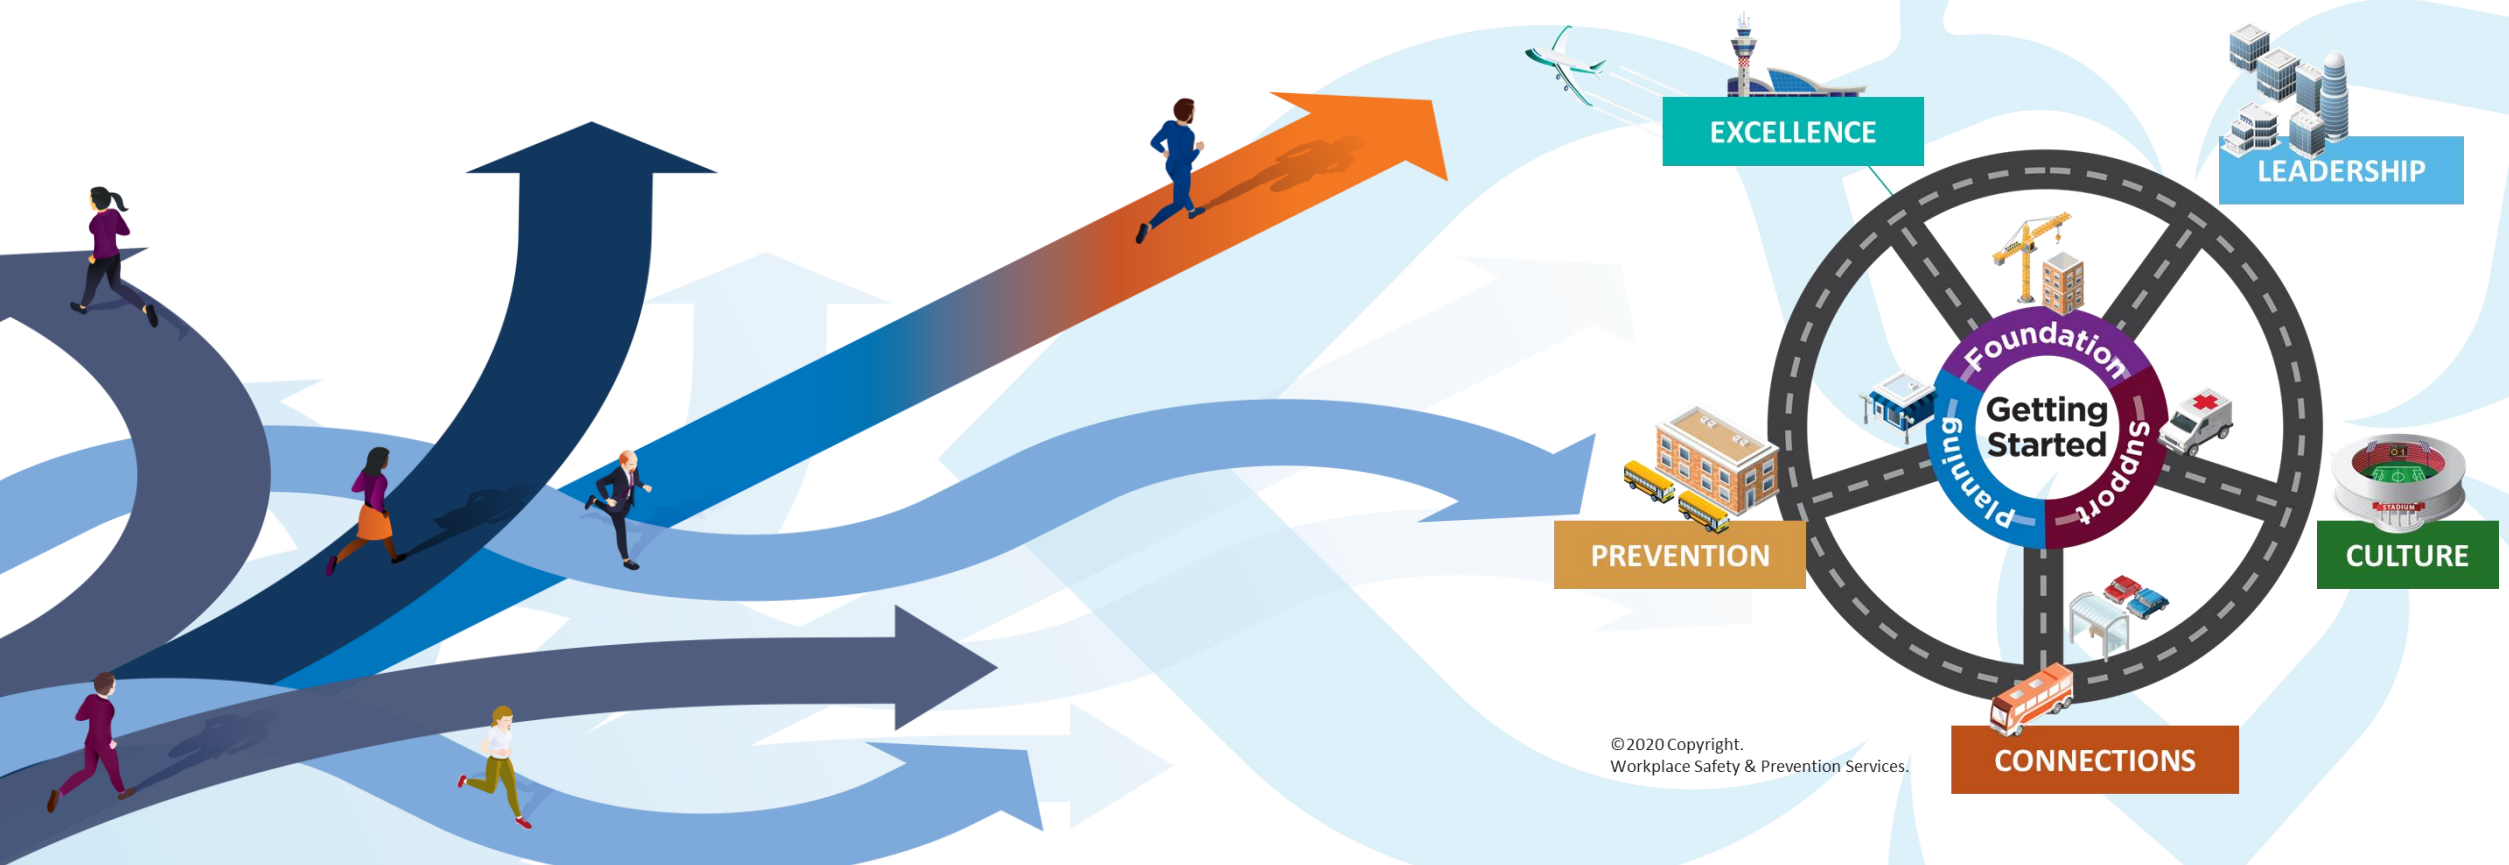 EXCELLENCE
LEADERSHIP
Foundation
Getting
Started
Planning
Support
STADIUM
PREVENTION
CULTURE
©2020 Copyright.
Workplace Safety & Prevention Services.
CONNECTIONS